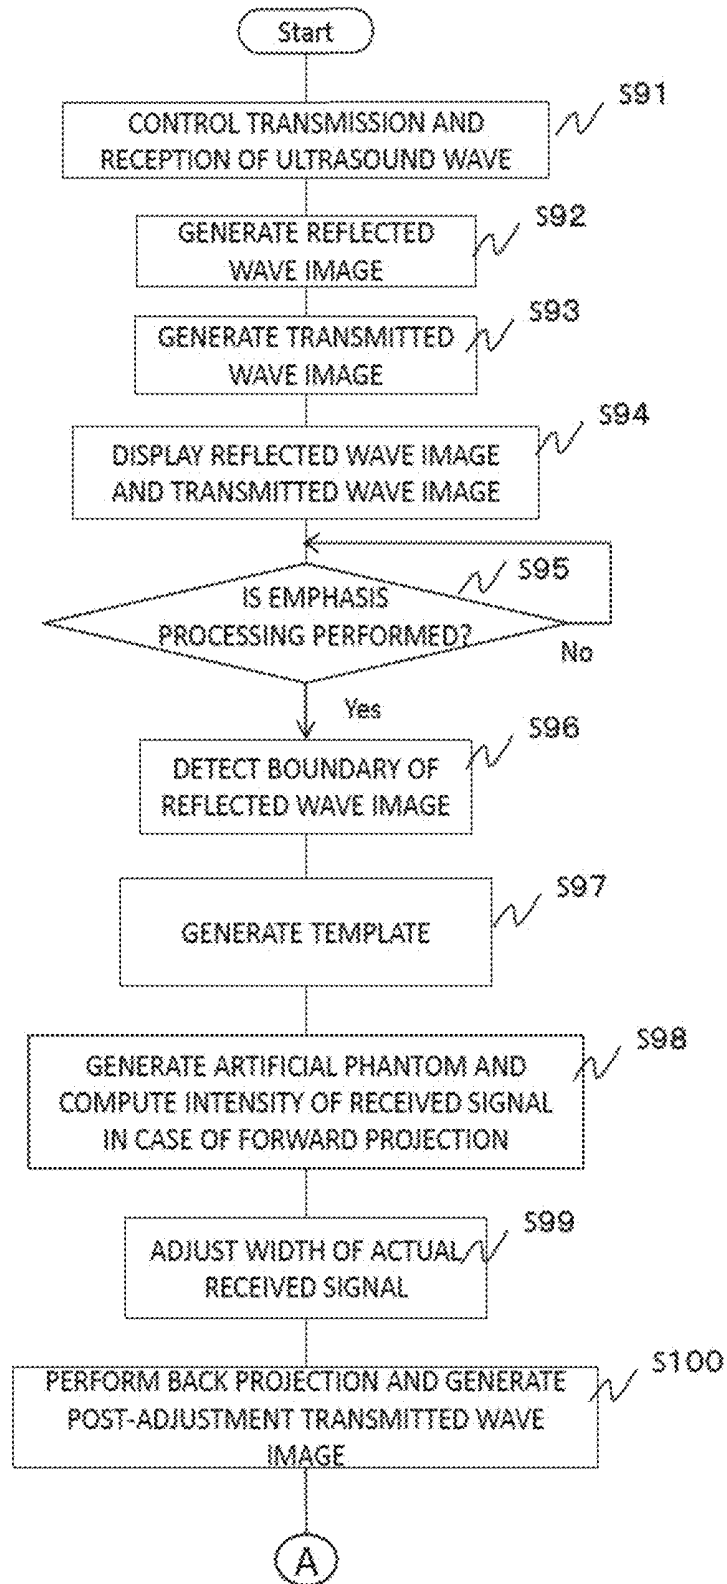 Start
S91
CONTROL TRANSMISSION AND
RECEPTION OF ULTRASOUND WAVE
S92
GENERATE REFLECTED
WAVE IMAGE
S93
GENERATE TRANSMITTED
WAVE IMAGE
S94
DISPLAY REFLECTED WAVE IMAGE
AND TRANSMITTED WAVE IMAGE
S95
IS EMPHASIS
PROCESSING PERFORMED?
No
Yes
S96
DETECT BOUNDARY OF
REFLECTED WAVE IMAGE
S97
GENERATE TEMPLATE
S98
GENERATE ARTIFICIAL PHANTOM AND
COMPUTE INTENSITY OF RECEIVED SIGNAL
IN CASE OF FORWARD PROJECTION
S99
ADJUST WIDTH OF ACTUAL
RECEIVED SIGNAL
S100
PERFORM BACK PROJECTION AND GENERATE
POST-ADJUSTMENT TRANSMITTED WAVE
IMAGE
A